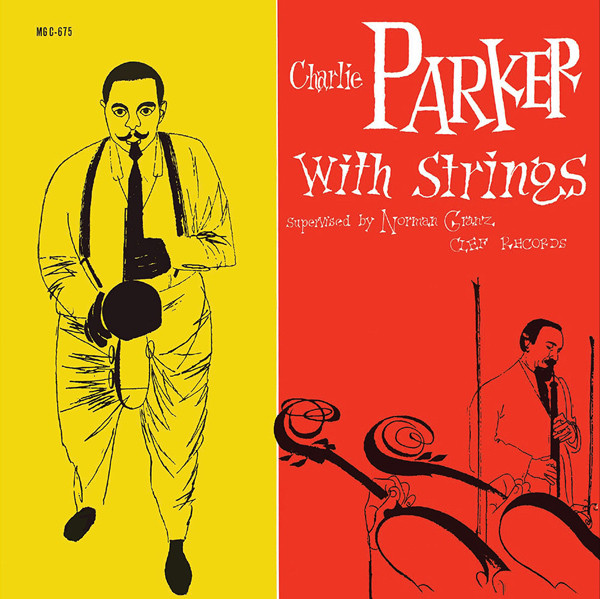 MG C-675
Charlie PARKER
with strings
supervised by Norman Granz
CLEF RECORDS